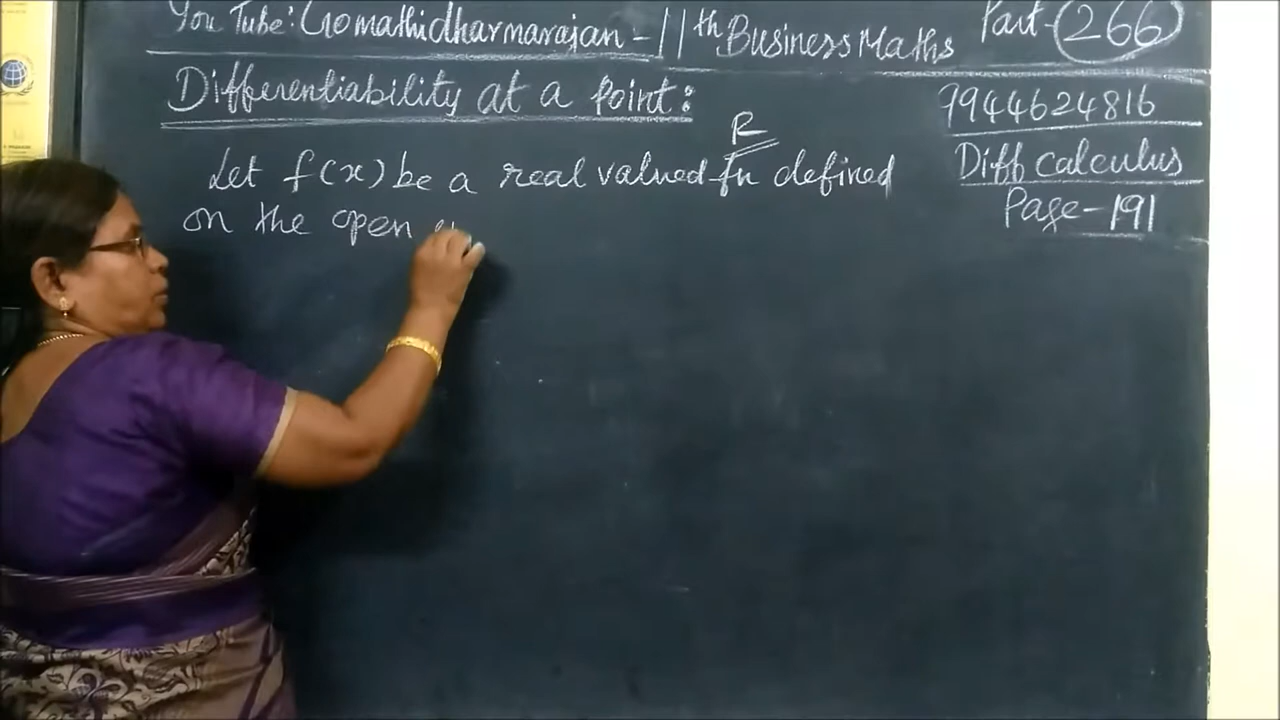 You Tube: Gomathidharmarajan - 11th Business Maths Part - 266
Differentiability at a point:
9944624816
Diff calculus
Page - 191
R
Let f(x) be a real valued fn defined
on the open